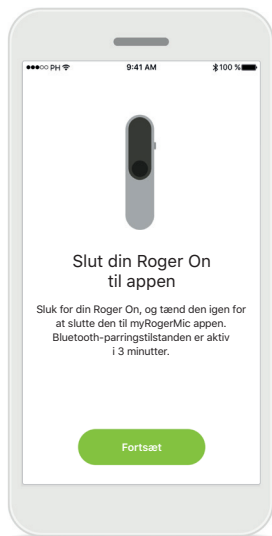 ●●●○○ PH 9:41 AM 100 %
Slut din Roger On
til appen
Sluk for din Roger On, og tænd den igen for
at slutte den til myRogerMic appen.
Bluetooth-parringstilstanden er aktiv
i 3 minutter.
Fortsæt